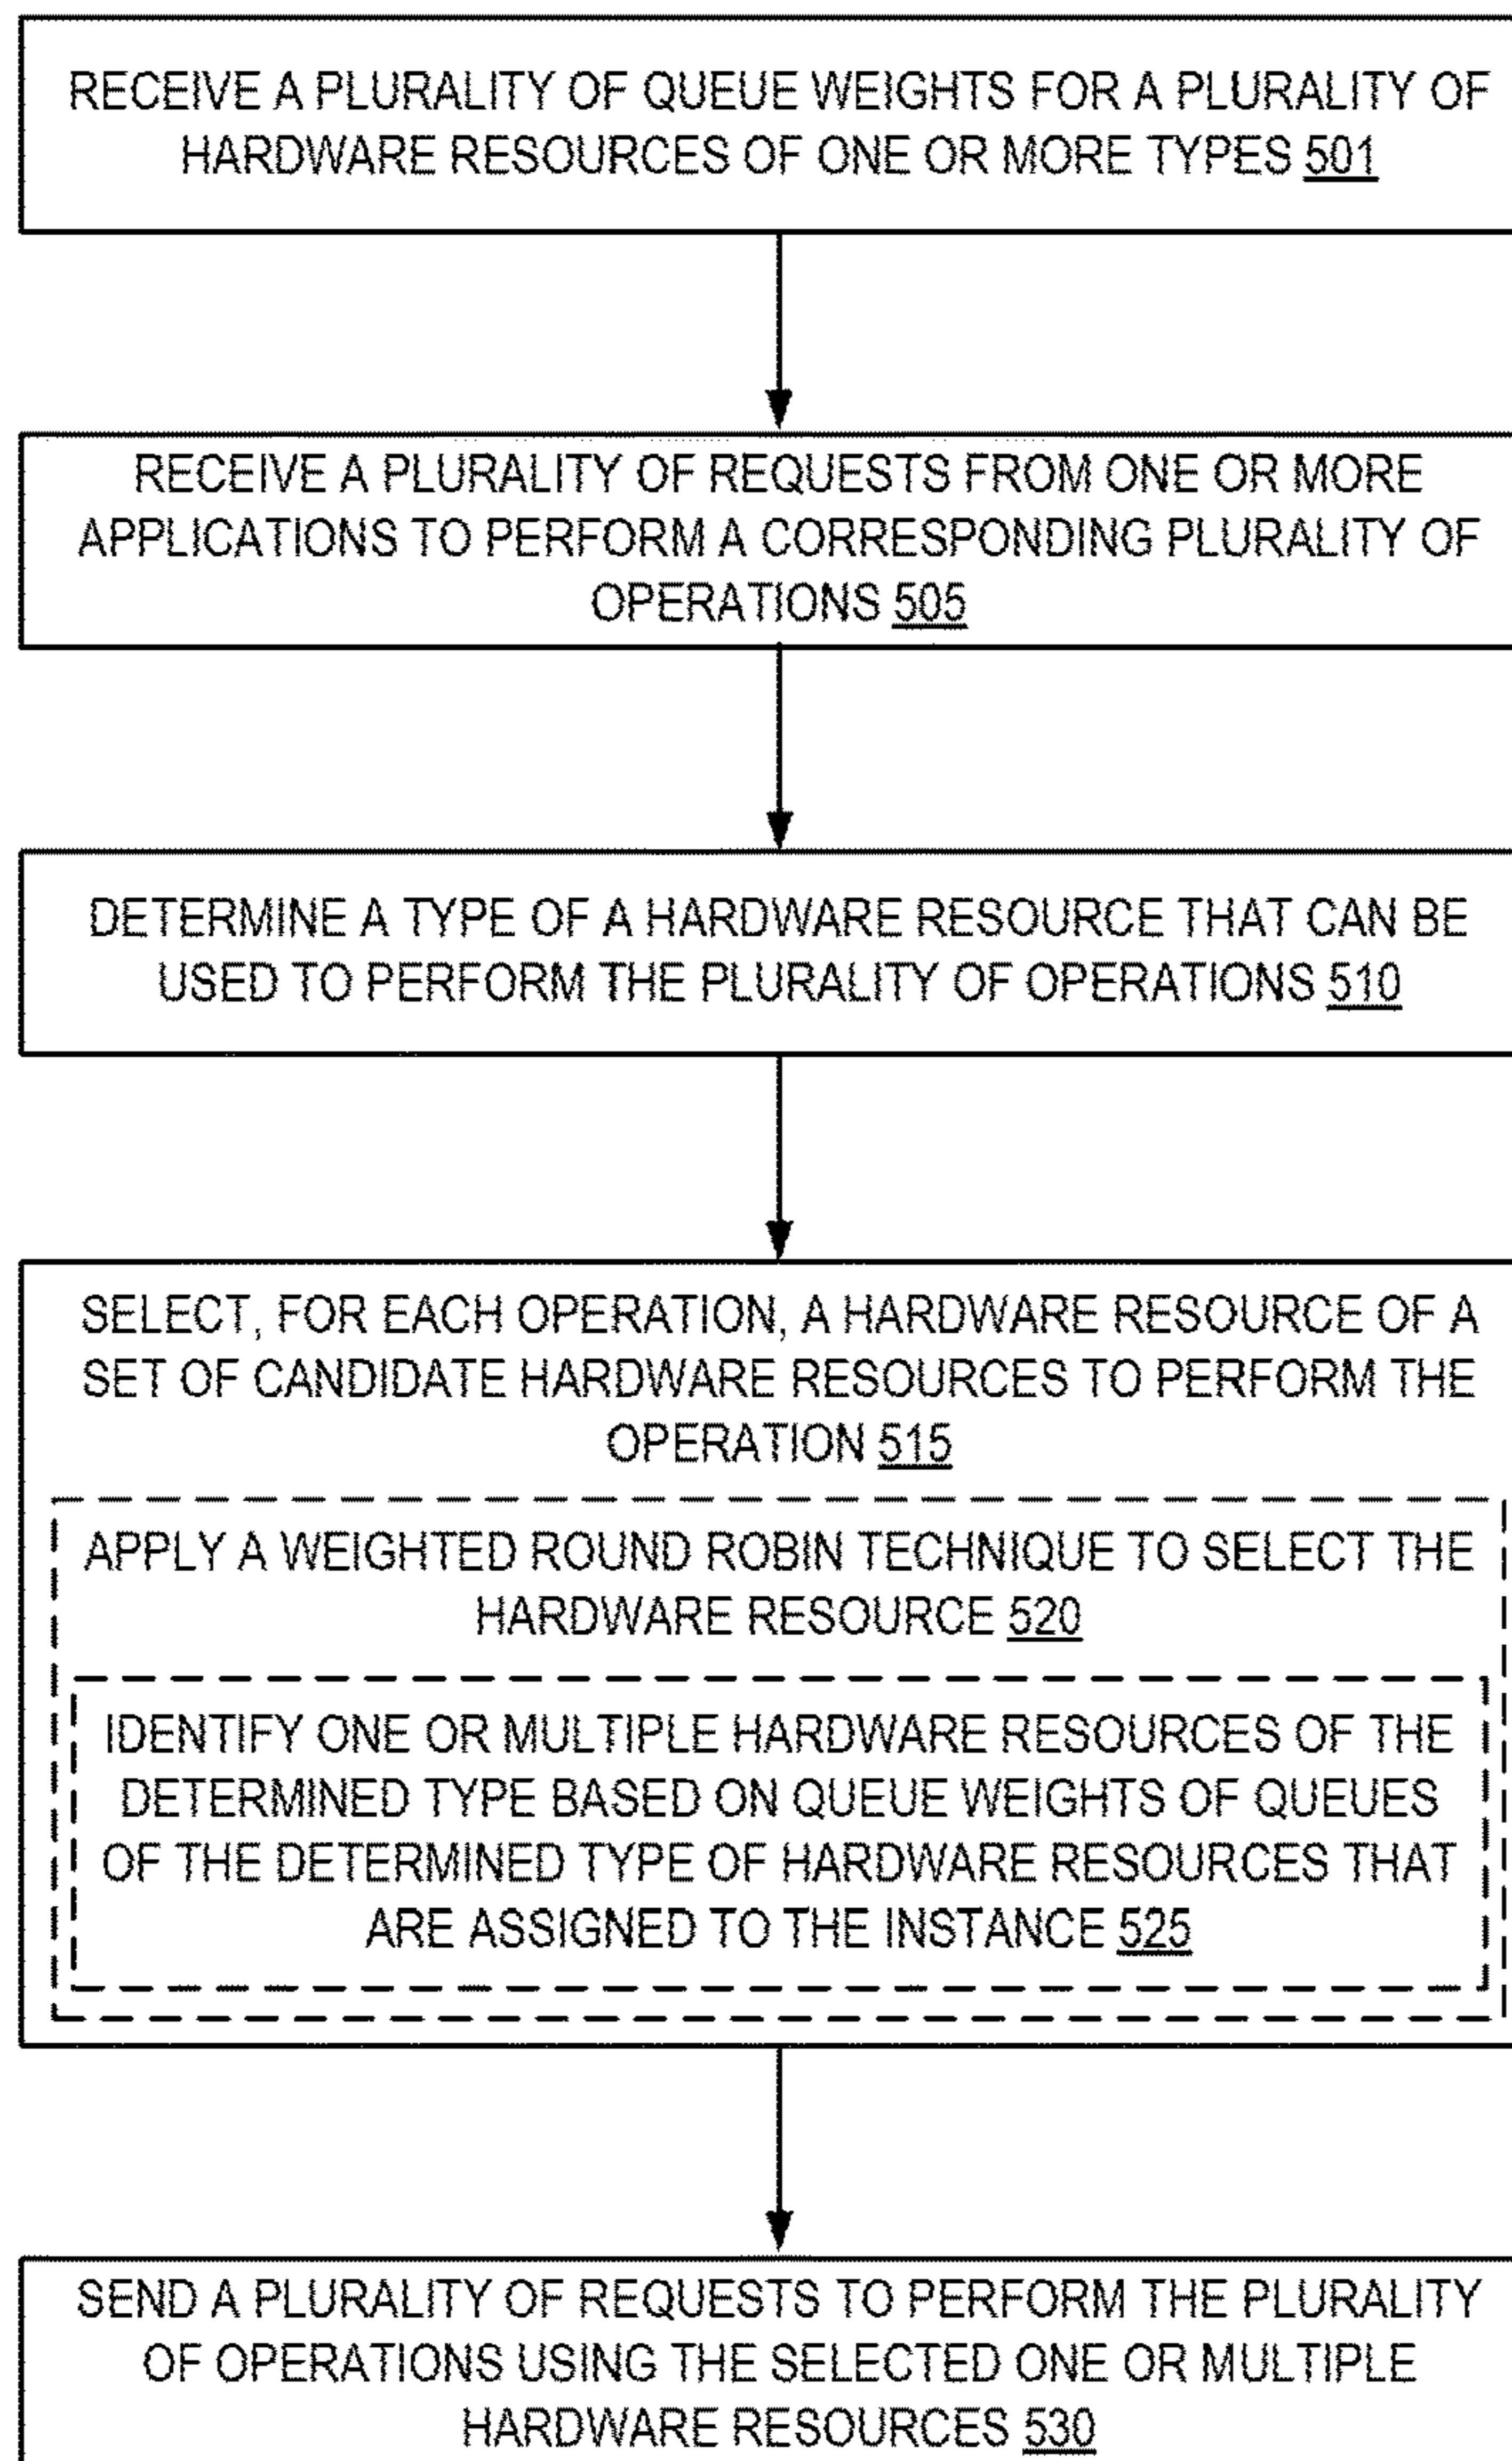 RECEIVE A PLURALITY OF QUEUE WEIGHTS FOR A PLURALITY OF
HARDWARE RESOURCES OF ONE OR MORE TYPES 501
RECEIVE A PLURALITY OF REQUESTS FROM ONE OR MORE
APPLICATIONS TO PERFORM A CORRESPONDING PLURALITY OF
OPERATIONS 505
DETERMINE A TYPE OF A HARDWARE RESOURCE THAT CAN BE
USED TO PERFORM THE PLURALITY OF OPERATIONS 510
SELECT, FOR EACH OPERATION, A HARDWARE RESOURCE OF A
SET OF CANDIDATE HARDWARE RESOURCES TO PERFORM THE
OPERATION 515
APPLY A WEIGHTED ROUND ROBIN TECHNIQUE TO SELECT THE
HARDWARE RESOURCE 520
IDENTIFY ONE OR MULTIPLE HARDWARE RESOURCES OF THE
DETERMINED TYPE BASED ON QUEUE WEIGHTS OF QUEUES
OF THE DETERMINED TYPE OF HARDWARE RESOURCES THAT
ARE ASSIGNED TO THE INSTANCE 525
SEND A PLURALITY OF REQUESTS TO PERFORM THE PLURALITY
OF OPERATIONS USING THE SELECTED ONE OR MULTIPLE
HARDWARE RESOURCES 530